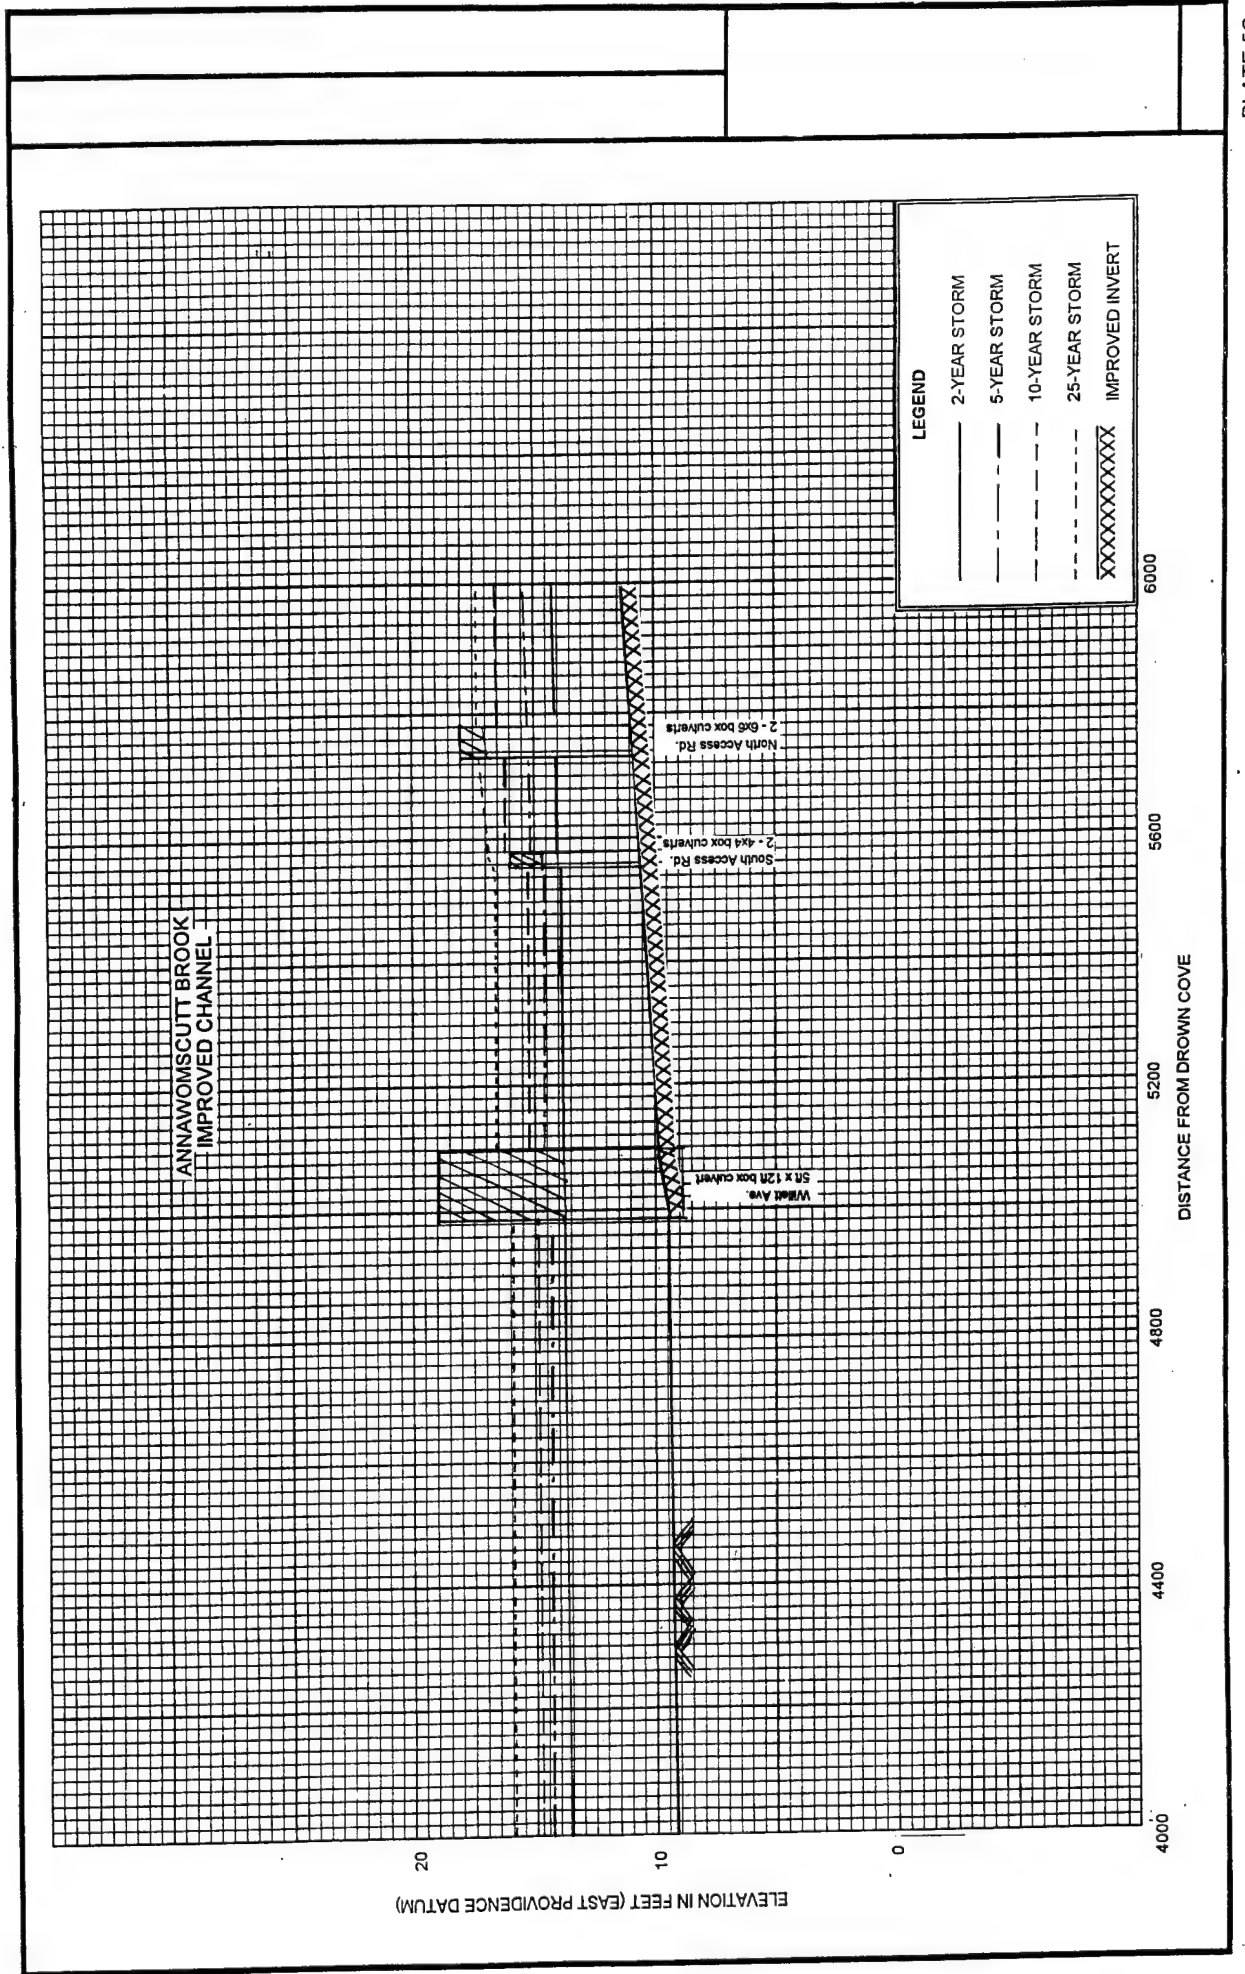 ANNAWOMSCUTT BROOK
IMPROVED CHANNEL
ELEVATION IN FEET (EAST PROVIDENCE DATUM)
20
10
0
Willett Ave.
5ft x 12ft box culvert
South Access Rd.
2 - 4x4 box culverts
North Access Rd.
2 - 6x6 box culverts
4000
4400
4800
5200
5600
6000
DISTANCE FROM DROWN COVE
LEGEND
2-YEAR STORM
5-YEAR STORM
10-YEAR STORM
25-YEAR STORM
IMPROVED INVERT
PLATE